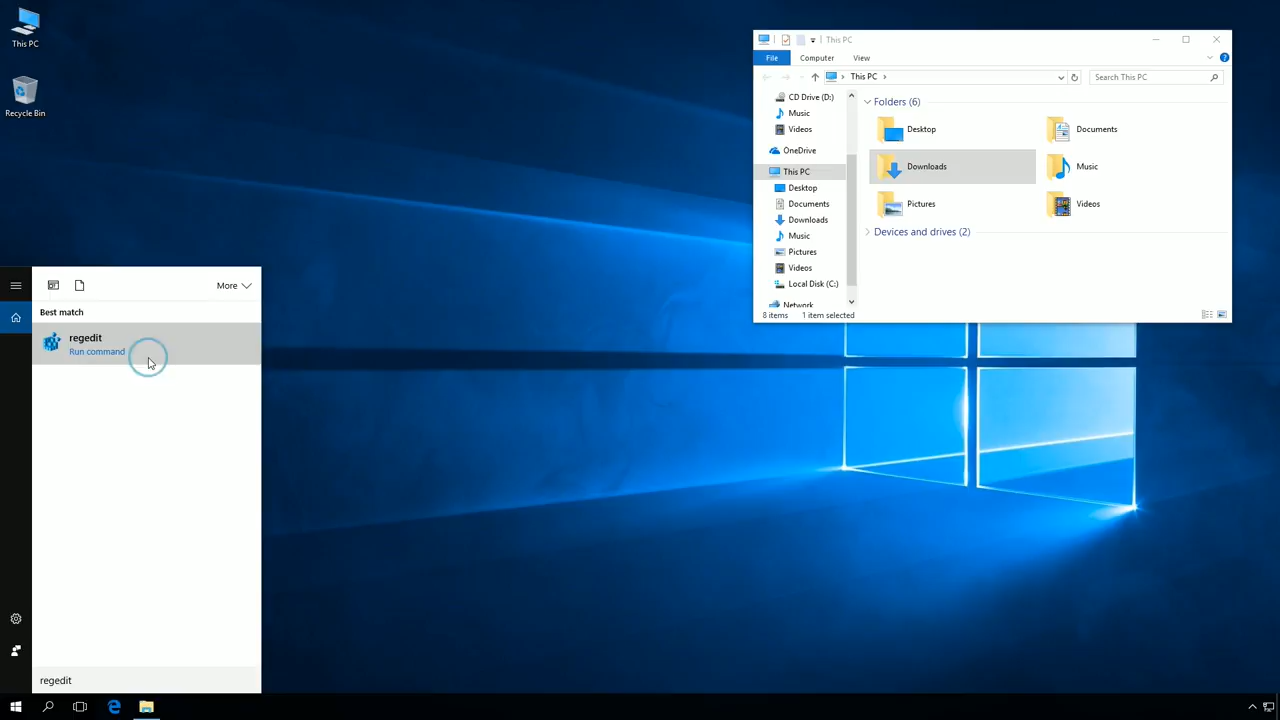 This PC
Recycle Bin
This PC
File Computer View
This PC
Search This PC
CD Drive (D:)
Music
Videos
OneDrive
This PC
Desktop
Documents
Downloads
Music
Pictures
Videos
Local Disk (C:)
Network
Folders (6)
Desktop
Documents
Downloads
Music
Pictures
Videos
Devices and drives (2)
8 items 1 item selected
More
Best match
regedit
Run command
regedit